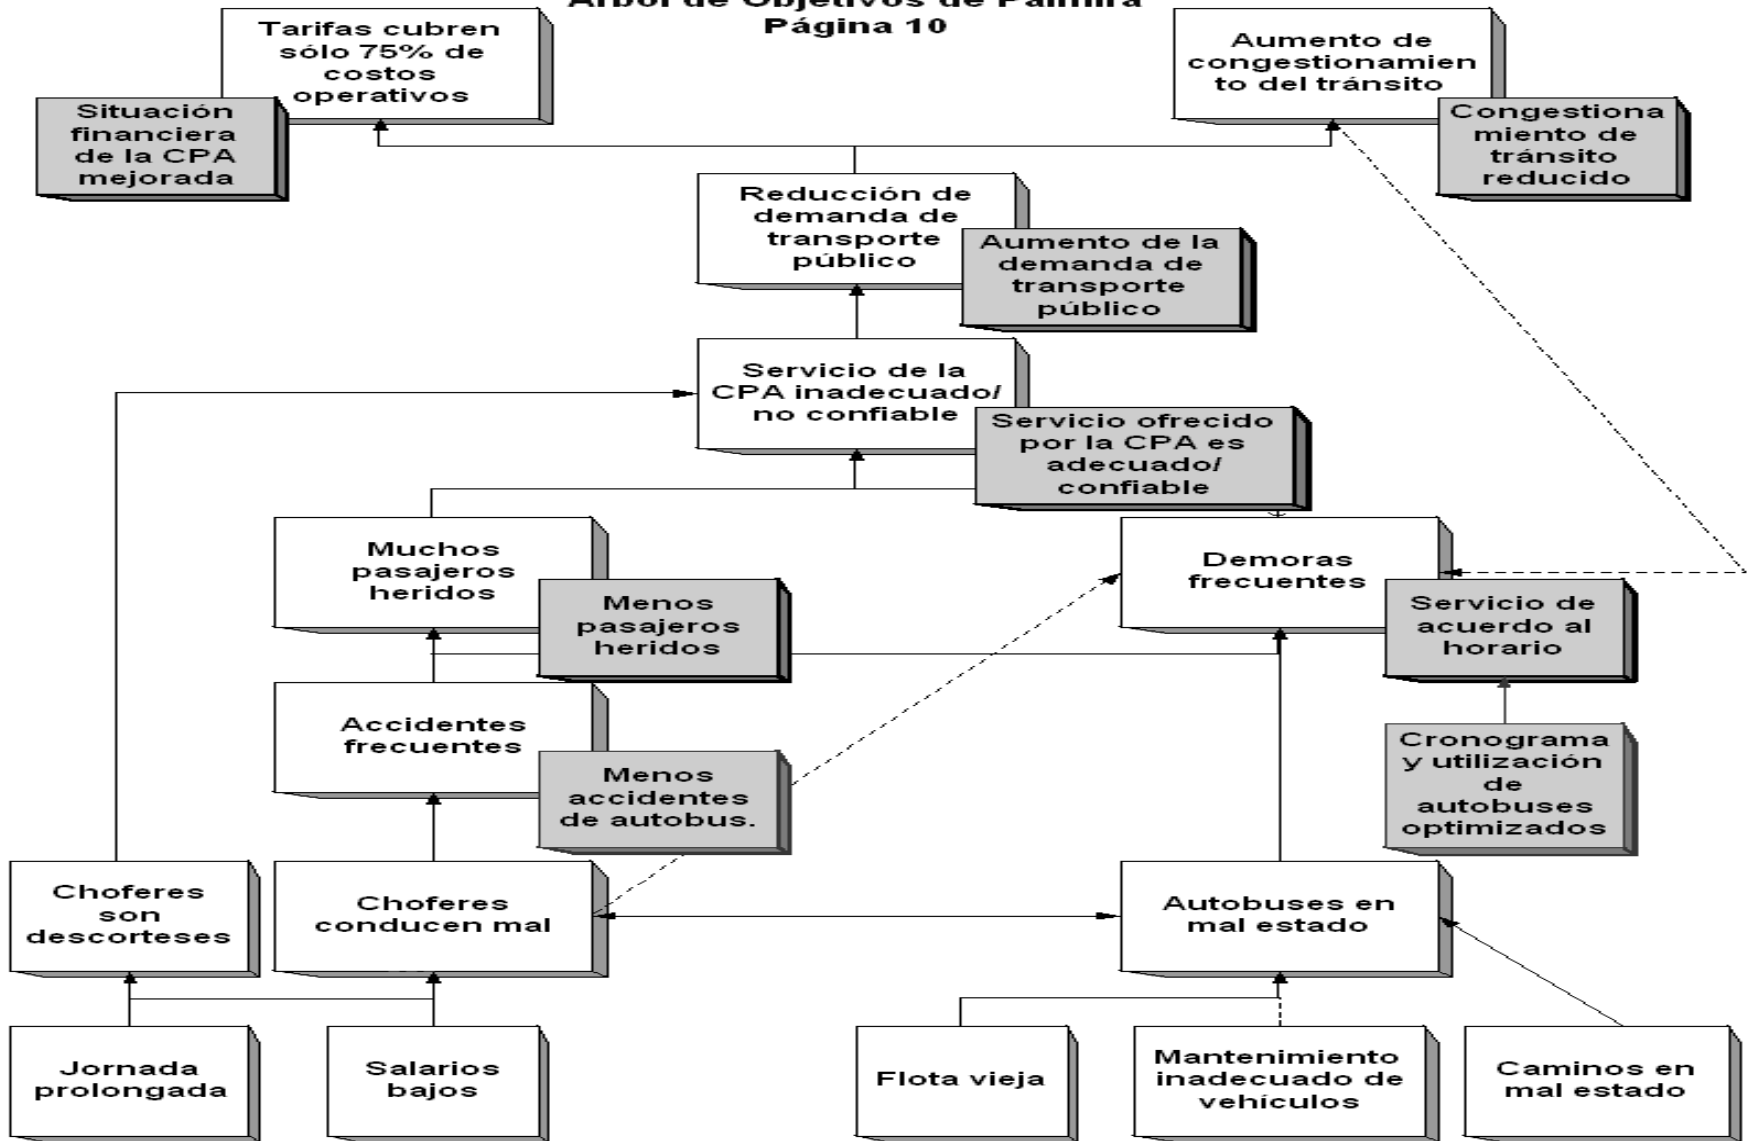 Árbol de Objetivos de Palmira
Página 10
Tarifas cubren
sólo 75% de
costos
operativos
Situación
financiera
de la CPA
mejorada
Aumento de
congestionamien
to del tránsito
Congestiona
miento de
tránsito
reducido
Reducción de
demanda de
transporte
público
Aumento de la
demanda de
transporte
público
Servicio de la
CPA inadecuado/
no confiable
Servicio ofrecido
por la CPA es
adecuado/
confiable
Muchos
pasajeros
heridos
Menos
pasajeros
heridos
Demoras
frecuentes
Servicio de
acuerdo al
horario
Accidentes
frecuentes
Menos
accidentes
de autobus.
Cronograma
y utilización
de
autobuses
optimizados
Choferes
son
descorteses
Choferes
conducen mal
Autobuses en
mal estado
Jornada
prolongada
Salarios
bajos
Flota vieja
Mantenimiento
inadecuado de
vehículos
Caminos en
mal estado